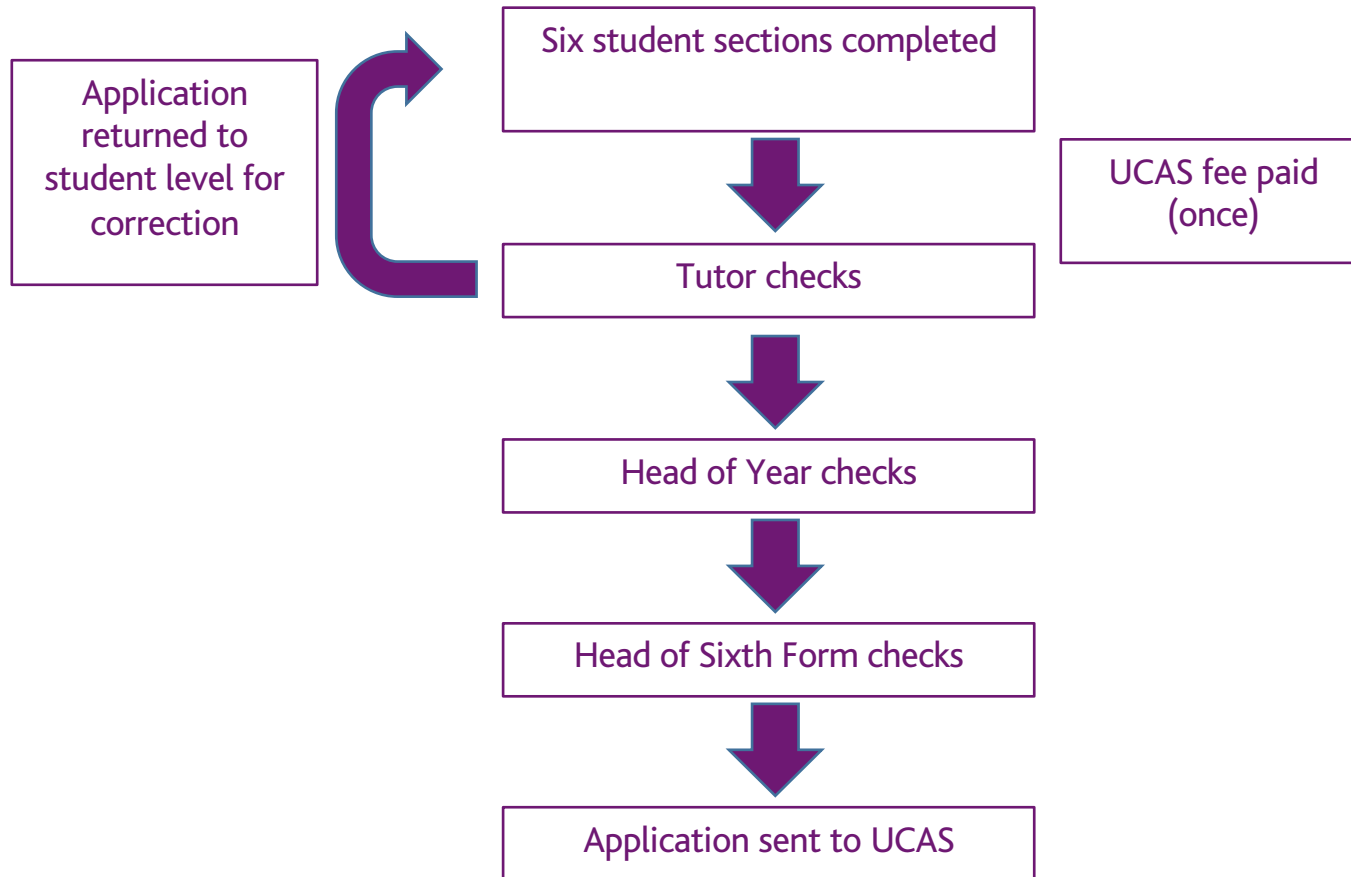 Six student sections completed
Application
returned to
student level for
correction
UCAS fee paid
(once)
Tutor checks
Head of Year checks
Head of Sixth Form checks
Application sent to UCAS